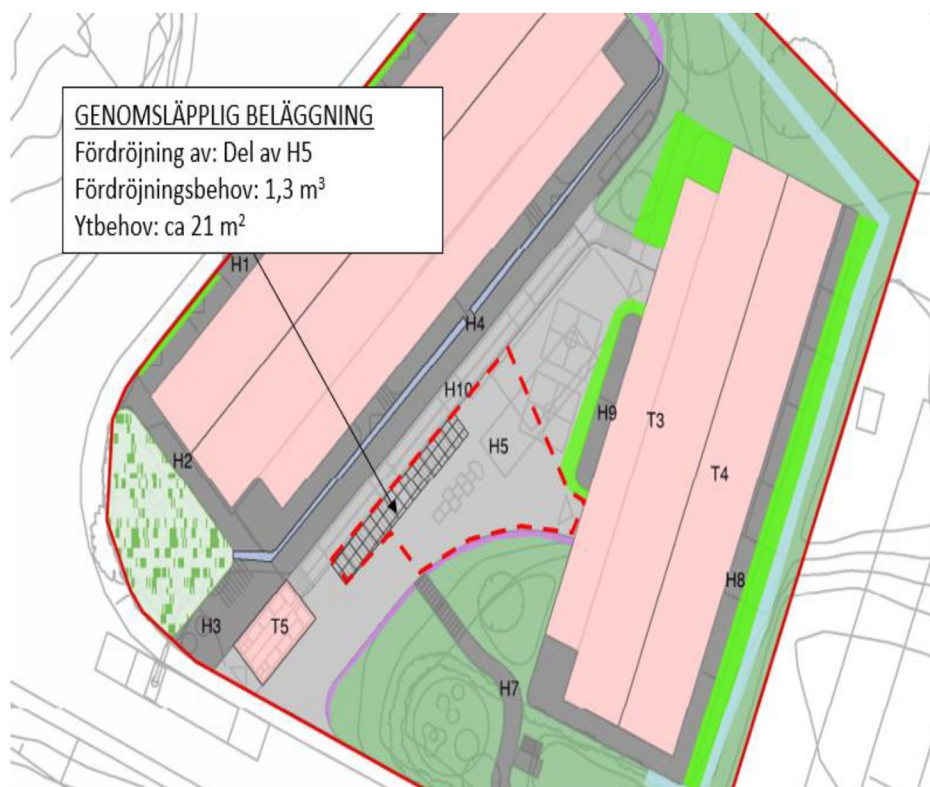 GENOMSLÄPPLIG BELÄGGNING
Fördröjning av: Del av H5
Fördröjningsbehov: 1,3 m³
Ytbehov: ca 21 m²
H1
H4
H10
H9
T3
H5
H2
T4
H8
H3
T5
H7